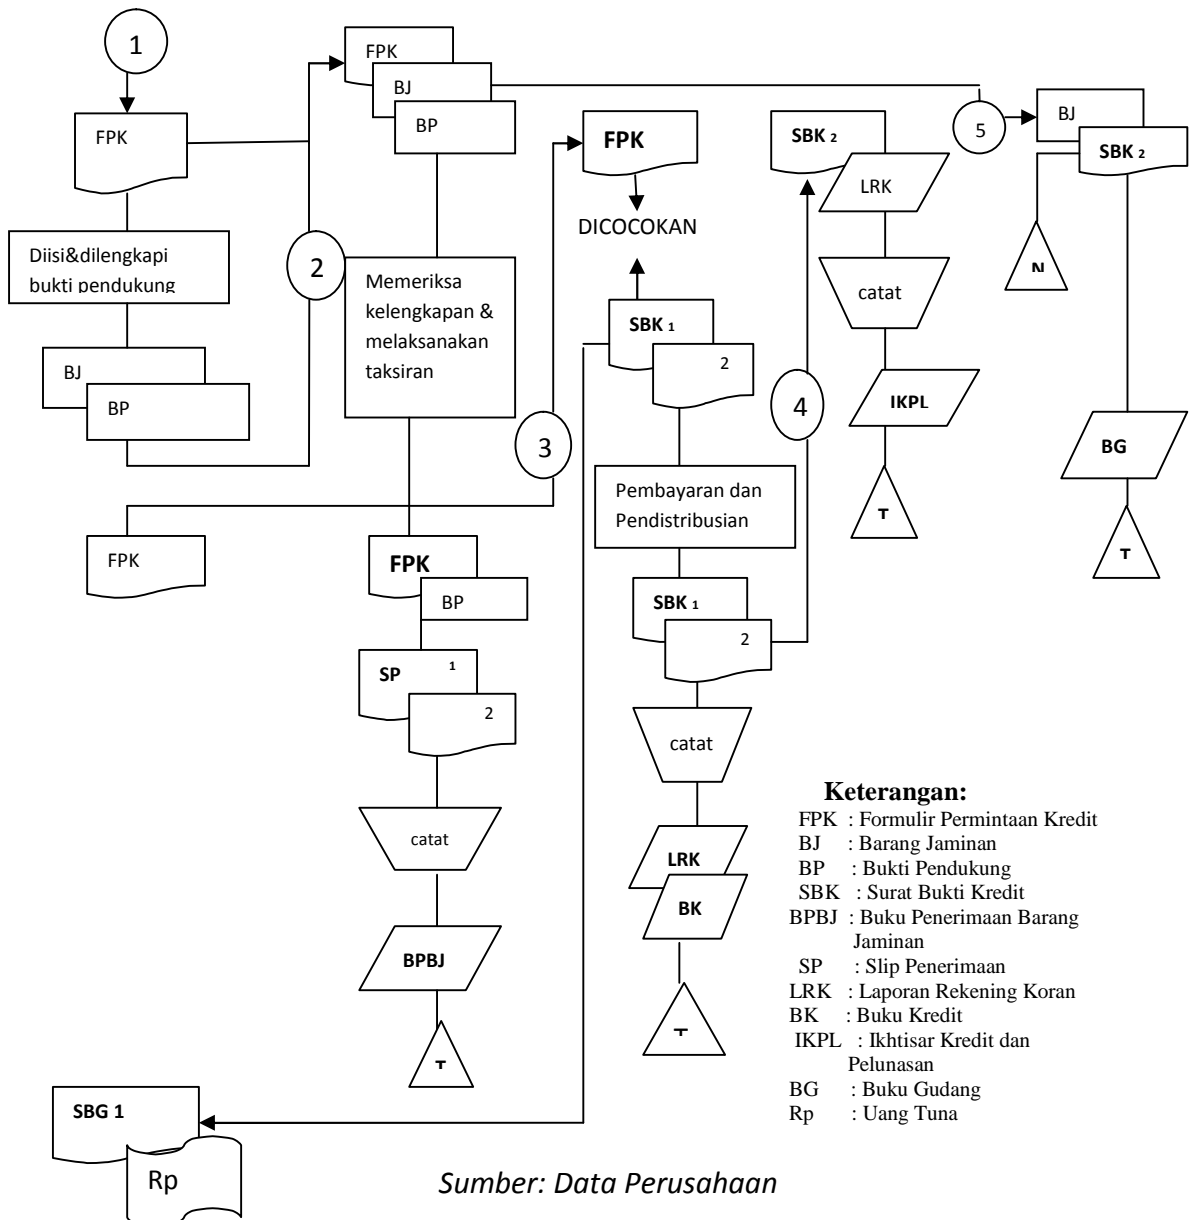 1
FPK
Diisi&dilengkapi
bukti pendukung
BJ
BP
FPK
2
FPK
BJ
BP
Memeriksa
kelengkapan &
melaksanakan
taksiran
FPK
BP
SP 1
2
catat
BPBJ
T
3
FPK
DICOCOKAN
SBK 1
2
Pembayaran dan
Pendistribusian
SBK 1
2
catat
LRK
BK
T
4
SBK 2
LRK
catat
IKPL
T
5
BJ
SBK 2
N
BG
T
SBG 1
Rp
Keterangan:
FPK : Formulir Permintaan Kredit
BJ : Barang Jaminan
BP : Bukti Pendukung
SBK : Surat Bukti Kredit
BPBJ : Buku Penerimaan Barang
Jaminan
SP : Slip Penerimaan
LRK : Laporan Rekening Koran
BK : Buku Kredit
IKPL : Ikhtisar Kredit dan
Pelunasan
BG : Buku Gudang
Rp : Uang Tuna
Sumber: Data Perusahaan